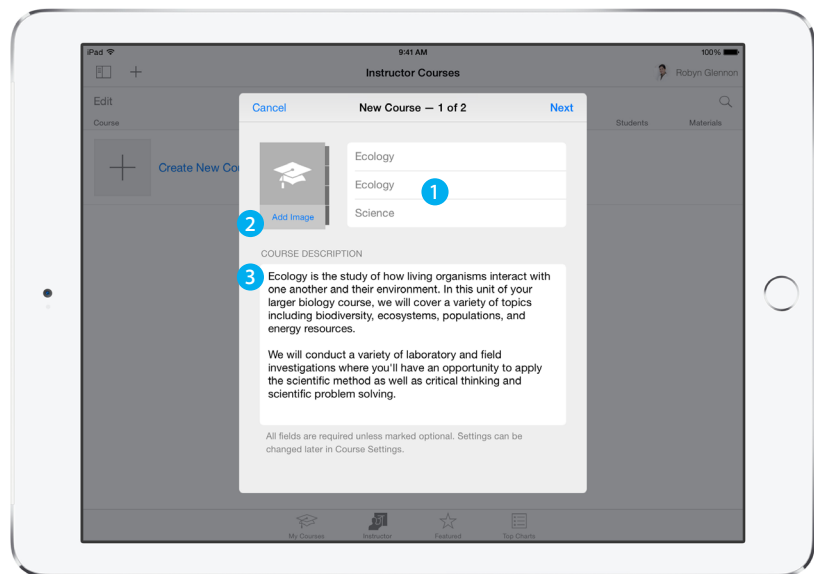 iPad
9:41 AM
100%
Instructor Courses
Robyn Glennon
Edit
Course
Students
Materials
Create New Cou
Cancel
New Course — 1 of 2
Next
Ecology
Ecology
1
Science
2
Add Image
COURSE DESCRIPTION
3
Ecology is the study of how living organisms interact with
one another and their environment. In this unit of your
larger biology course, we will cover a variety of topics
including biodiversity, ecosystems, populations, and
energy resources.
We will conduct a variety of laboratory and field
investigations where you'll have an opportunity to apply
the scientific method as well as critical thinking and
scientific problem solving.
All fields are required unless marked optional. Settings can be
changed later in Course Settings.
My Courses
Instructor
Featured
Top Charts